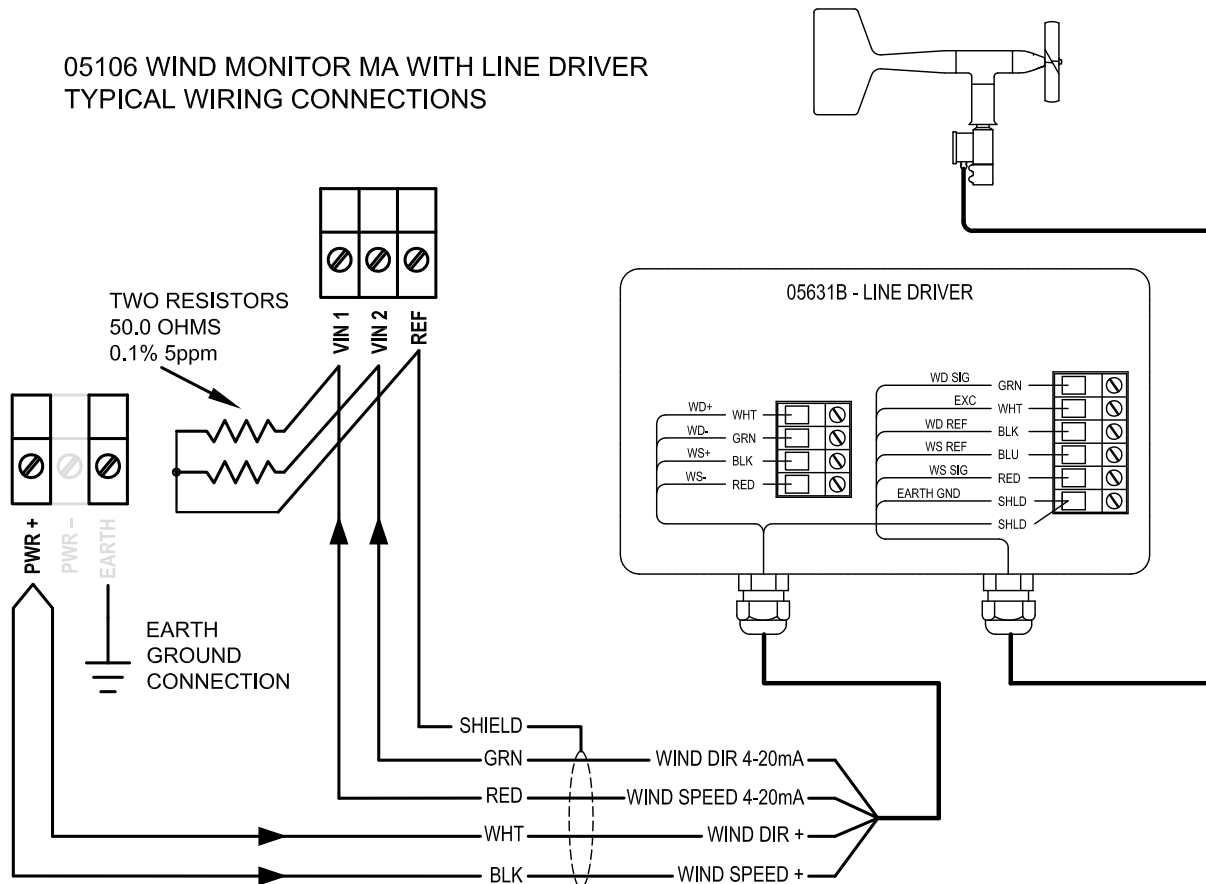 05106 WIND MONITOR MA WITH LINE DRIVER
TYPICAL WIRING CONNECTIONS
TWO RESISTORS
50.0 OHMS
0.1% 5ppm
VIN 1
VIN 2
REF
PWR +
PWR –
EARTH
EARTH
GROUND
CONNECTION
05631B - LINE DRIVER
WD+ WHT
WD- GRN
WS+ BLK
WS- RED
WD SIG GRN
EXC WHT
WD REF BLK
WS REF BLU
WS SIG RED
EARTH GND SHLD
SHLD
SHIELD
GRN WIND DIR 4-20mA
RED WIND SPEED 4-20mA
WHT WIND DIR +
BLK WIND SPEED +